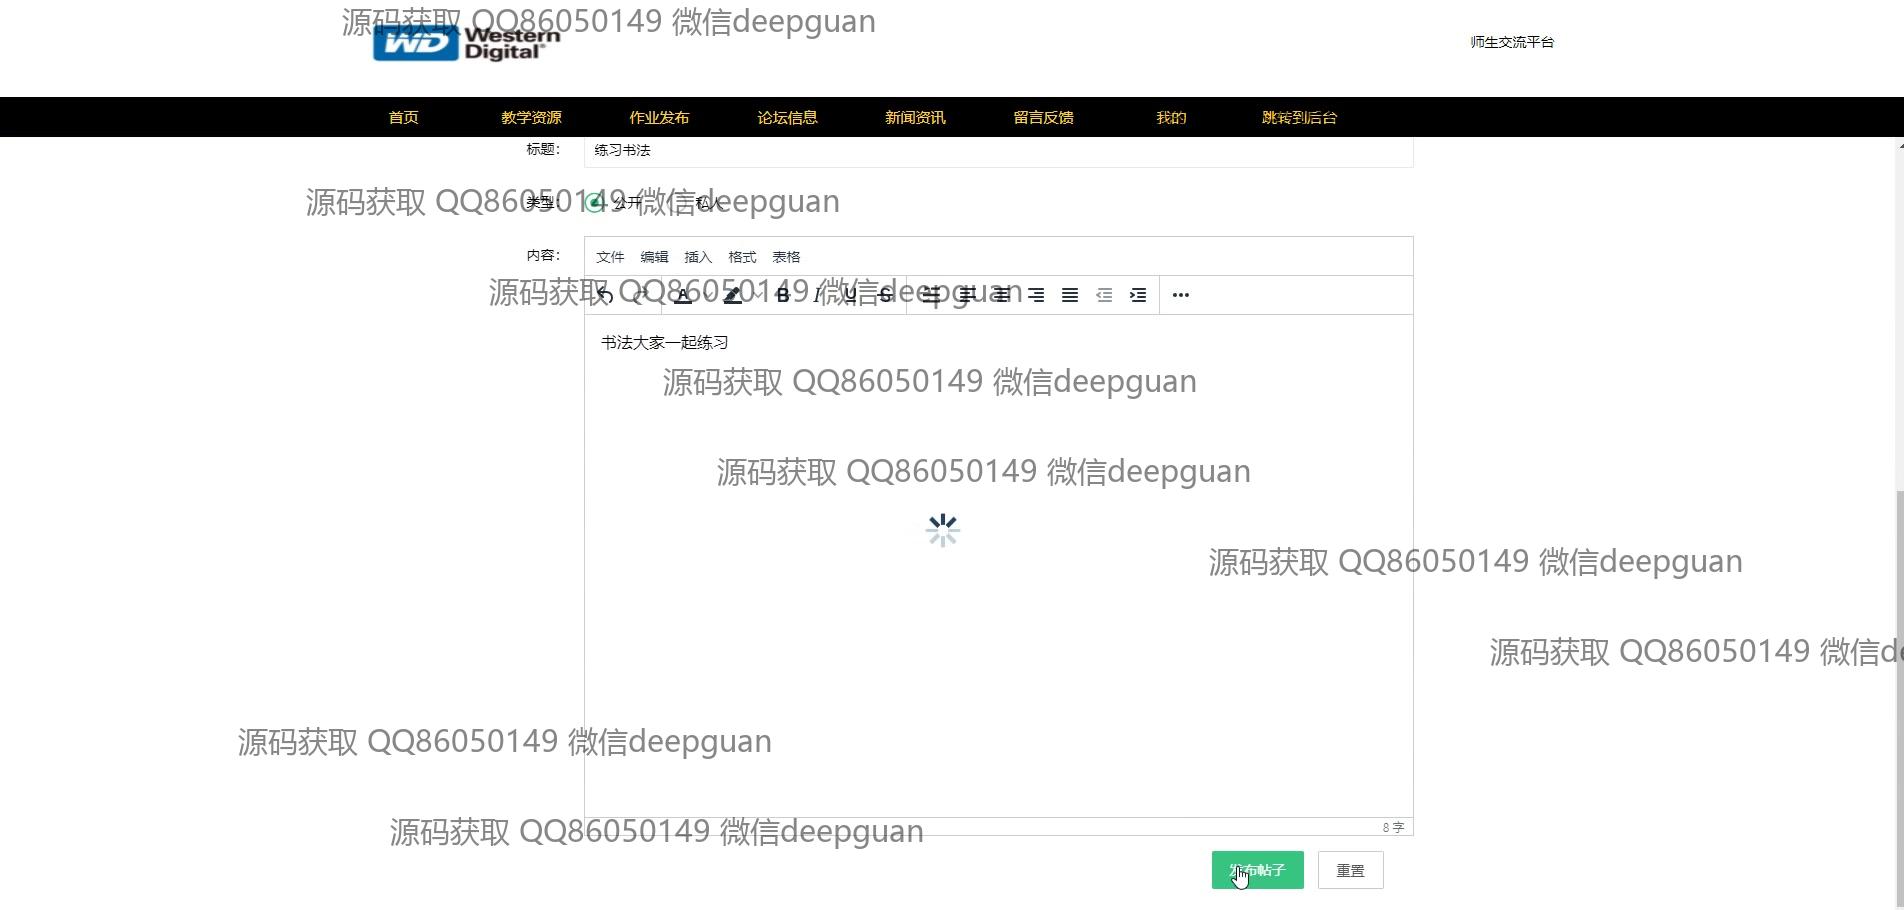 源码获取 QQ86050149 微信deepguan
WD Western Digital®
师生交流平台
首页 教学资源 作业发布 论坛信息 新闻资讯 留言反馈 我的 跳转到后台
标题： 练习书法
源码获取 QQ86050149 微信deepguan
类型： 公开 私人
内容： 文件 编辑 插入 格式 表格
源码获取 QQ86050149 微信deepguan
A B I U S
书法大家一起练习
源码获取 QQ86050149 微信deepguan
源码获取 QQ86050149 微信deepguan
源码获取 QQ86050149 微信deepguan
源码获取 QQ86050149 微信de
源码获取 QQ86050149 微信deepguan
源码获取 QQ86050149 微信deepguan
8 字
发布帖子 重置